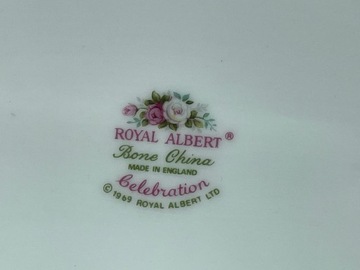 ROYAL ALBERT®
Bone China
MADE IN ENGLAND
Celebration
© 1969 ROYAL ALBERT LTD